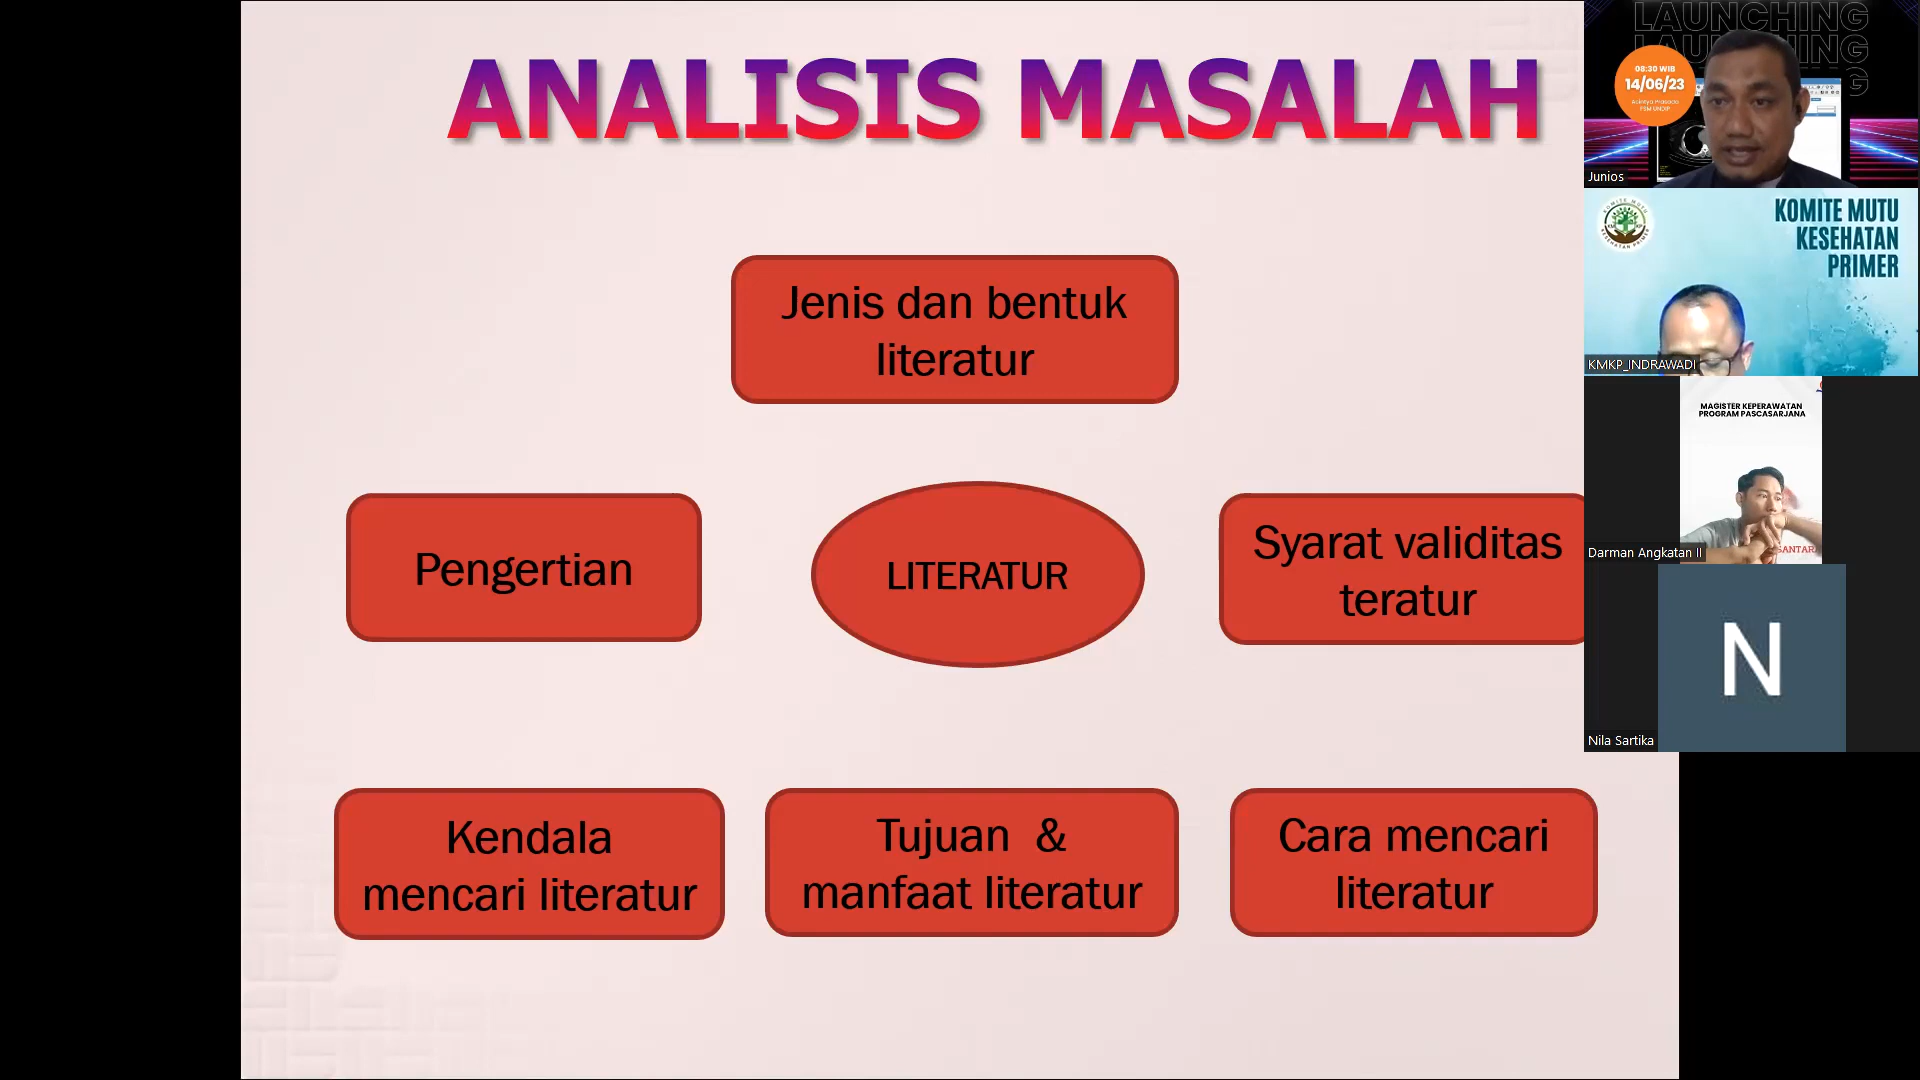 ANALISIS MASALAH
Jenis dan bentuk
literatur
Pengertian
LITERATUR
Syarat validitas
teratur
Kendala
mencari literatur
Tujuan & 
manfaat literatur
Cara mencari
literatur
LAUNCHING
08:30 WIB
14/06/23
Junios
KOMITE MUTU
KESEHATAN
PRIMER
KMKP_INDRAWADI
MAGISTER KEPERAWATAN
PROGRAM PASCASARJANA
Darman Angkatan II
N
Nila Sartika